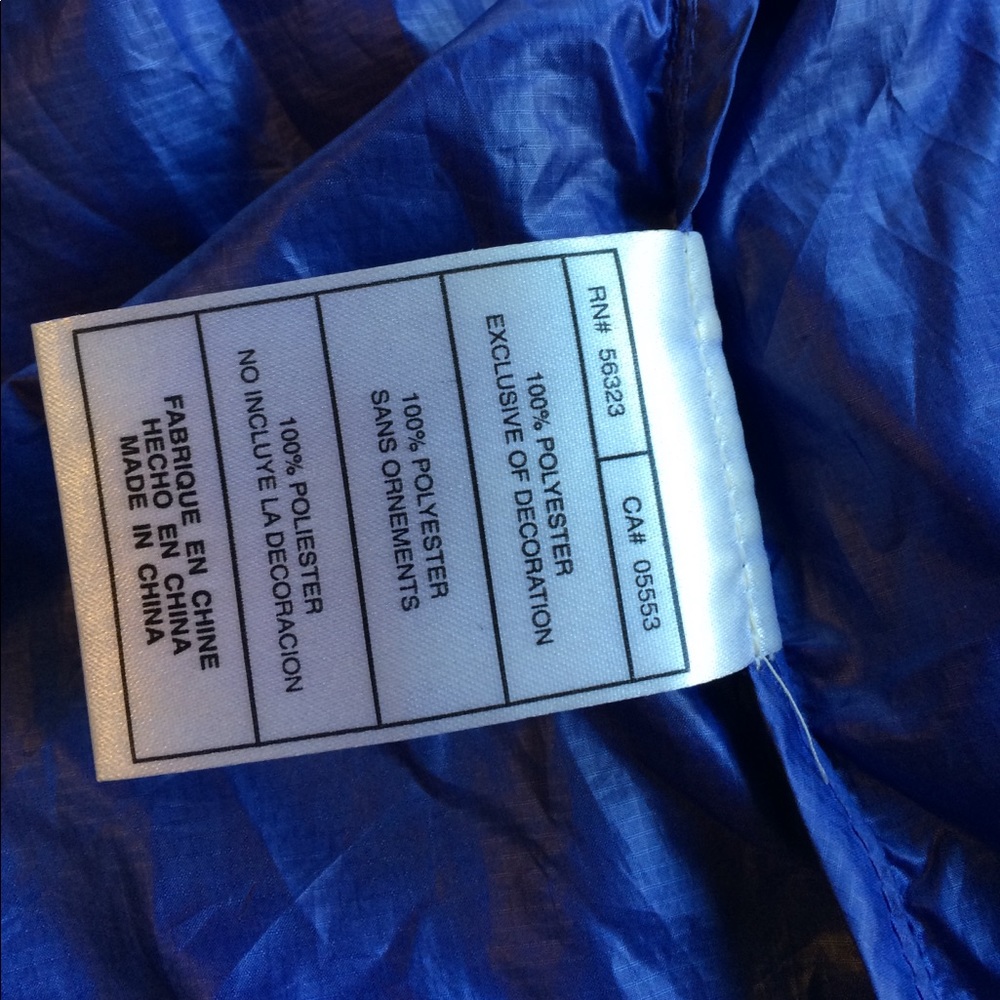 RN# 56323
CA# 05553
100% POLYESTER
EXCLUSIVE OF DECORATION
100% POLYESTER
SANS ORNEMENTS
100% POLIESTER
NO INCLUYE LA DECORACION
FABRIQUE EN CHINE
HECHO EN CHINA
MADE IN CHINA